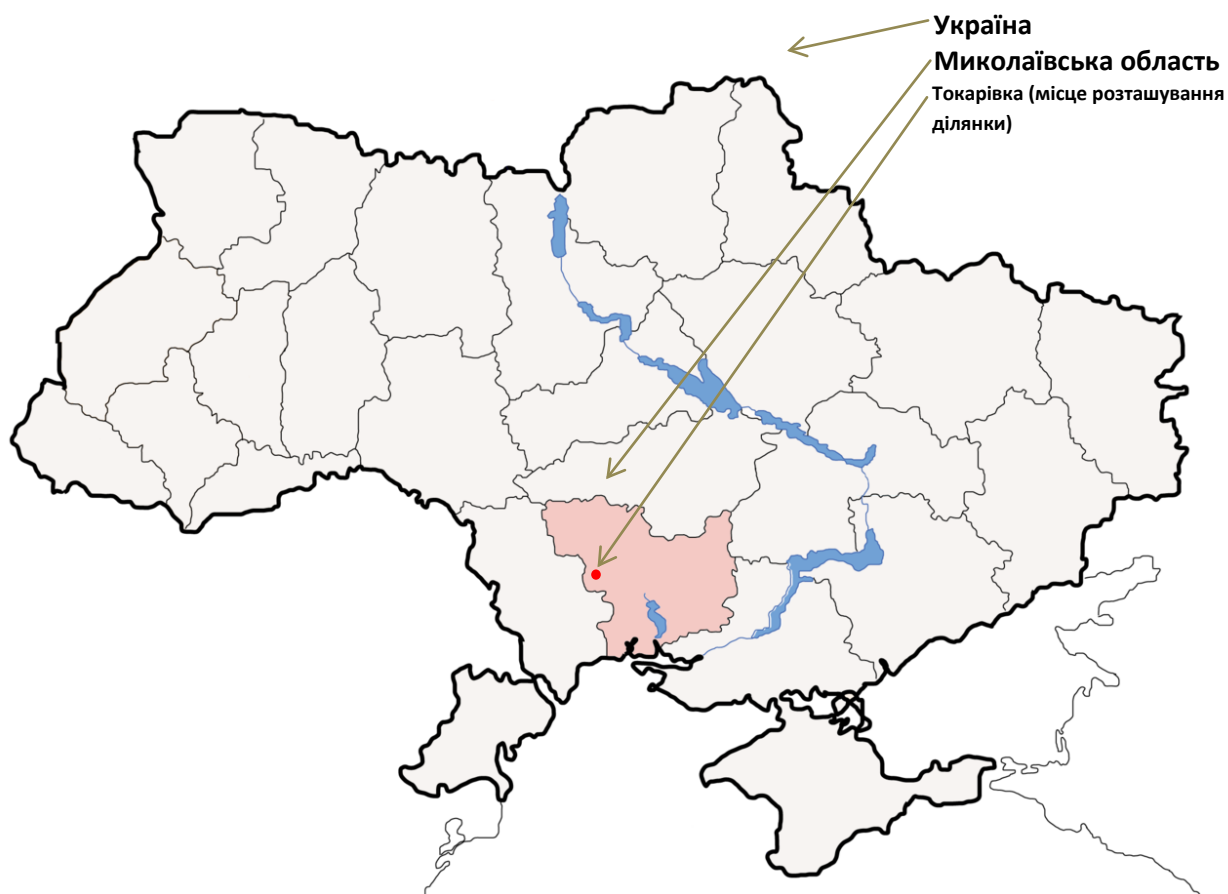 Україна
Миколаївська область
Токарівка (місце розташування
ділянки)